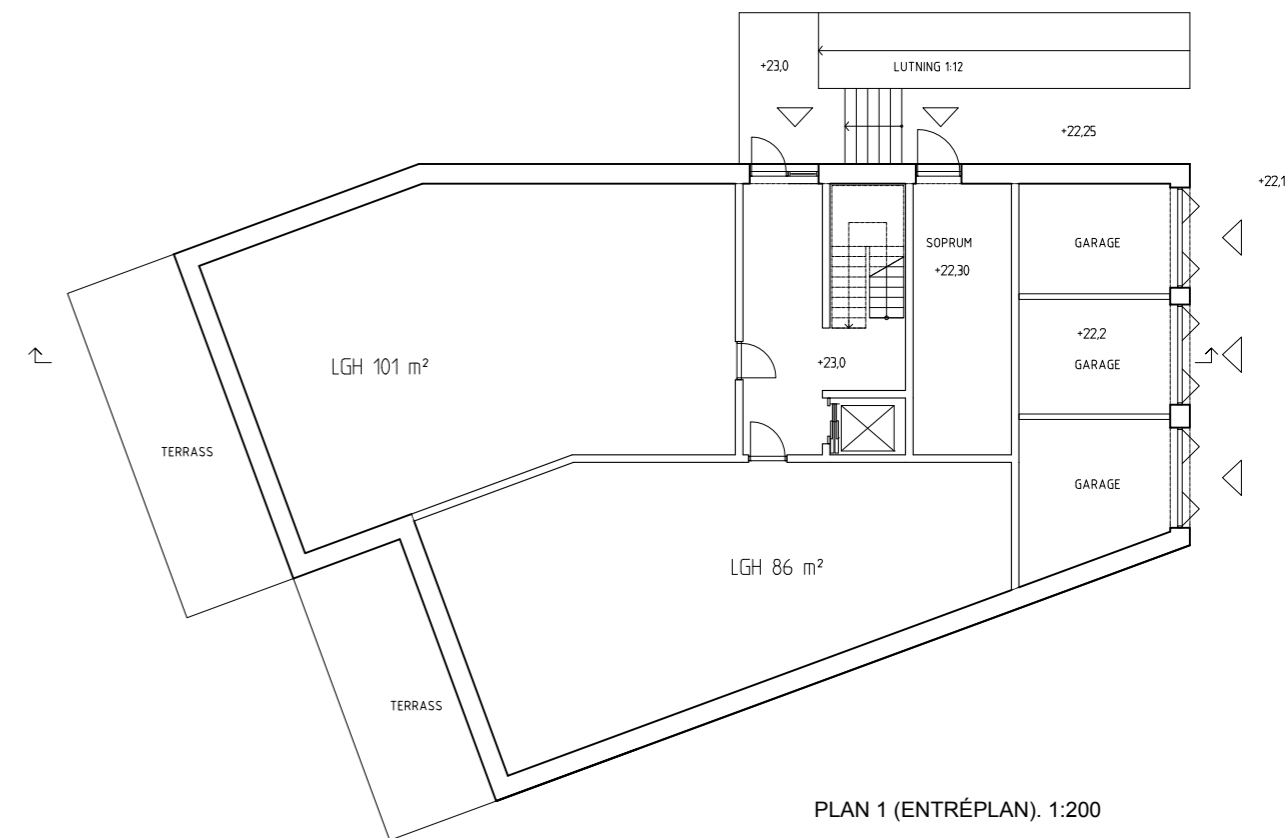 +23,0
LUTNING 1:12
+22,25
+22,1
SOPRUM
+22,30
GARAGE
+22,2
GARAGE
+23,0
LGH 101 m²
TERRASS
GARAGE
LGH 86 m²
TERRASS
PLAN 1 (ENTRÉPLAN). 1:200